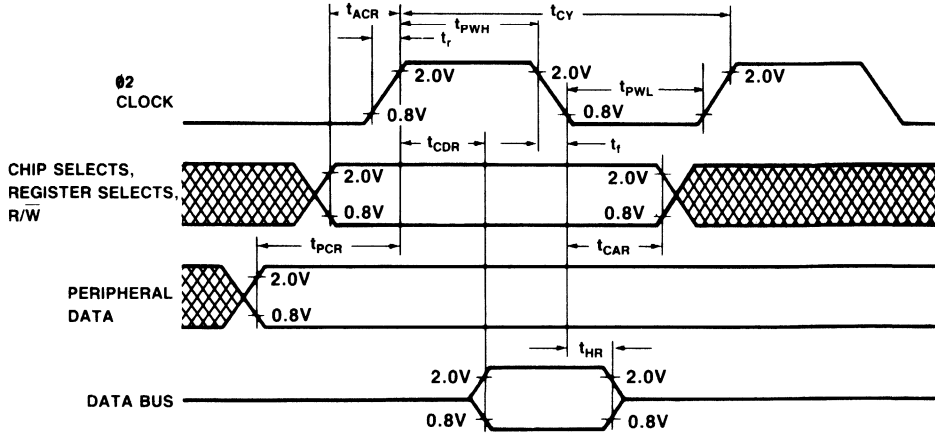 tACR
tCY
tPWH
tr
Ø2
CLOCK
2.0V
2.0V
2.0V
tPWL
0.8V
0.8V
tCDR
tf
CHIP SELECTS,
REGISTER SELECTS,
R/W̅
2.0V
2.0V
0.8V
0.8V
tPCR
tCAR
PERIPHERAL
DATA
2.0V
0.8V
tHR
DATA BUS
2.0V
2.0V
0.8V
0.8V